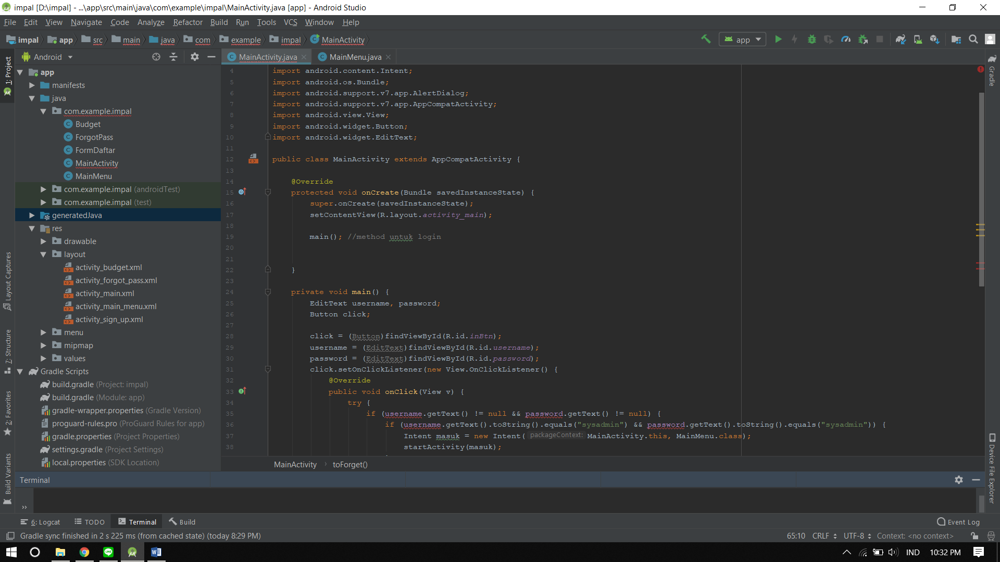 impal [D:\impal] - ...\app\src\main\java\com\example\impal\MainActivity.java [app] - Android Studio
File Edit View Navigate Code Analyze Refactor Build Run Tools VCS Window Help
impal app src main java com example impal MainActivity
app
Android
MainActivity.java
MainMenu.java
1: Project
Layout Captures
7: Structure
2: Favorites
Build Variants
app
manifests
java
com.example.impal
Budget
ForgotPass
FormDaftar
MainActivity
MainMenu
com.example.impal (androidTest)
com.example.impal (test)
generatedJava
res
drawable
layout
activity_budget.xml
activity_forgot_pass.xml
activity_main.xml
activity_main_menu.xml
activity_sign_up.xml
menu
mipmap
values
Gradle Scripts
build.gradle (Project: impal)
build.gradle (Module: app)
gradle-wrapper.properties (Gradle Version)
proguard-rules.pro (ProGuard Rules for app)
gradle.properties (Project Properties)
settings.gradle (Project Settings)
local.properties (SDK Location)
4 import android.content.Intent;
5 import android.os.Bundle;
6 import android.support.v7.app.AlertDialog;
7 import android.support.v7.app.AppCompatActivity;
8 import android.view.View;
9 import android.widget.Button;
10 import android.widget.EditText;
11
12 public class MainActivity extends AppCompatActivity {
13
14 @Override
15 protected void onCreate(Bundle savedInstanceState) {
16 super.onCreate(savedInstanceState);
17 setContentView(R.layout.activity_main);
18
19 main(); //method untuk login
20
21
22 }
23
24 private void main() {
25 EditText username, password;
26 Button click;
27
28 click = (Button)findViewById(R.id.inBtn);
29 username = (EditText)findViewById(R.id.username);
30 password = (EditText)findViewById(R.id.password);
31 click.setOnClickListener(new View.OnClickListener() {
32 @Override
33 public void onClick(View v) {
34 try {
35 if (username.getText() != null && password.getText() != null) {
36 if (username.getText().toString().equals("sysadmin") && password.getText().toString().equals("sysadmin")) {
37 Intent masuk = new Intent( packageContext: MainActivity.this, MainMenu.class);
38 startActivity(masuk);
MainActivity › toForget()
Gradle
Device File Explorer
Terminal
»
6: Logcat TODO Terminal Build
Event Log
Gradle sync finished in 2 s 225 ms (from cached state) (today 8:29 PM)
65:10 CRLF UTF-8 Context: <no context>
IND 10:32 PM